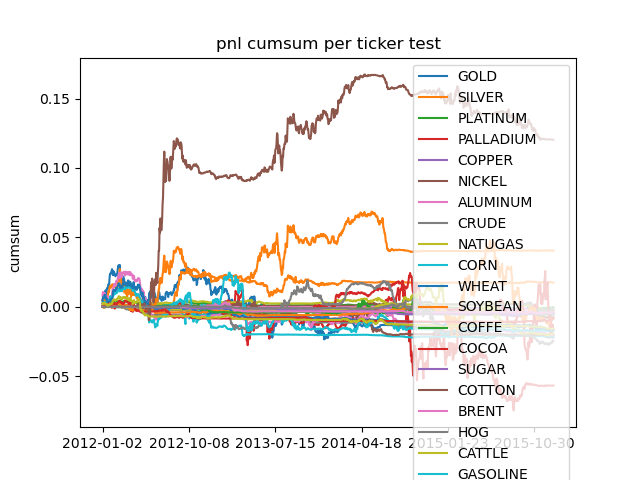 pnl cumsum per ticker test
cumsum
0.15
0.10
0.05
0.00
−0.05
2012-01-02
2012-10-08
2013-07-15
2014-04-18
2015-01-23
2015-10-30
GOLD
SILVER
PLATINUM
PALLADIUM
COPPER
NICKEL
ALUMINUM
CRUDE
NATUGAS
CORN
WHEAT
SOYBEAN
COFFE
COCOA
SUGAR
COTTON
BRENT
HOG
CATTLE
GASOLINE